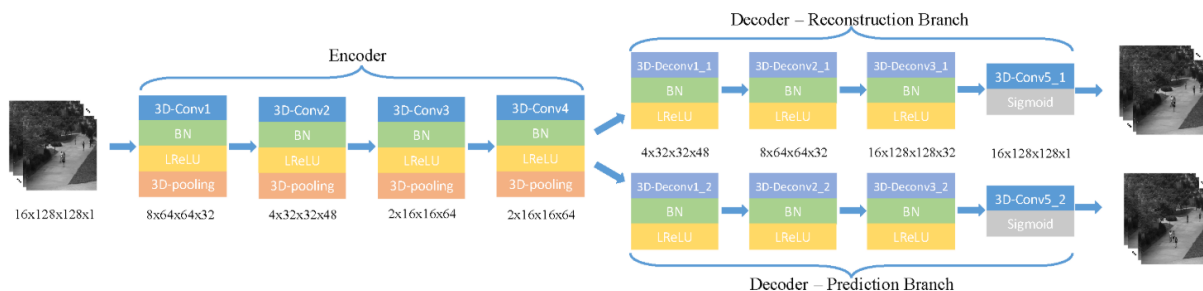 Decoder – Reconstruction Branch
Encoder
3D-Conv1
BN
LReLU
3D-pooling
3D-Conv2
BN
LReLU
3D-pooling
3D-Conv3
BN
LReLU
3D-pooling
3D-Conv4
BN
LReLU
3D-pooling
16x128x128x1
8x64x64x32
4x32x32x48
2x16x16x64
2x16x16x64
3D-Deconv1_1
BN
LReLU
3D-Deconv2_1
BN
LReLU
3D-Deconv3_1
BN
LReLU
3D-Conv5_1
Sigmoid
4x32x32x48
8x64x64x32
16x128x128x32
16x128x128x1
3D-Deconv1_2
BN
LReLU
3D-Deconv2_2
BN
LReLU
3D-Deconv3_2
BN
LReLU
3D-Conv5_2
Sigmoid
Decoder – Prediction Branch